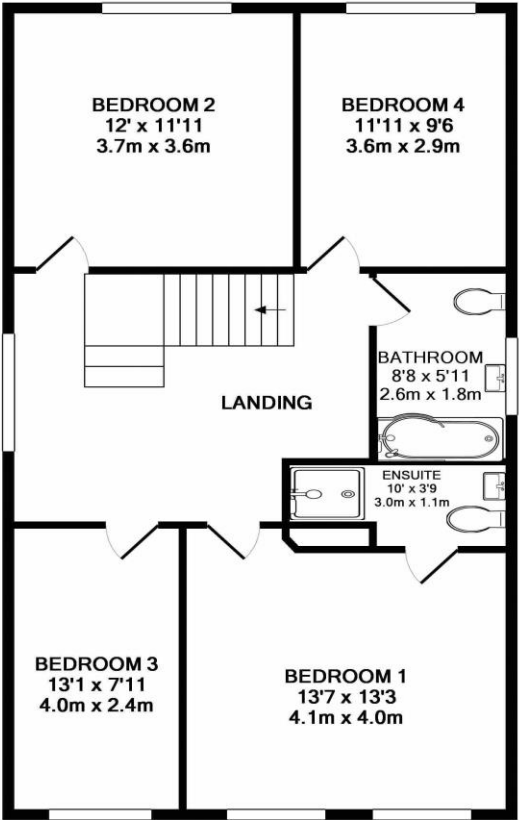 BEDROOM 2
12' x 11'11
3.7m x 3.6m
BEDROOM 4
11'11 x 9'6
3.6m x 2.9m
BATHROOM
8'8 x 5'11
2.6m x 1.8m
LANDING
ENSUITE
10' x 3'9
3.0m x 1.1m
BEDROOM 3
13'1 x 7'11
4.0m x 2.4m
BEDROOM 1
13'7 x 13'3
4.1m x 4.0m